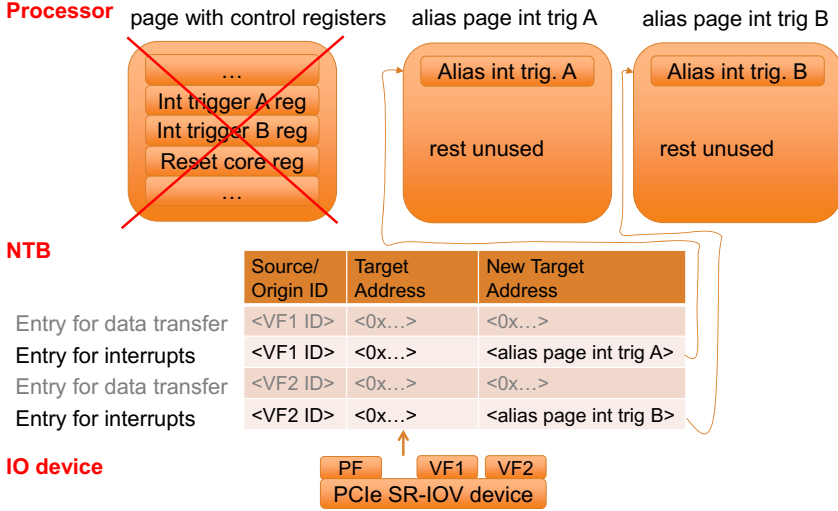 Processor
page with control registers
alias page int trig A
alias page int trig B
...
Int trigger A reg
Int trigger B reg
Reset core reg
...
Alias int trig. A
rest unused
Alias int trig. B
rest unused
NTB
Source/ Target New Target
Origin ID Address Address
Entry for data transfer <VF1 ID> <0x...> <0x...>
Entry for interrupts <VF1 ID> <0x...> <alias page int trig A>
Entry for data transfer <VF2 ID> <0x...> <0x...>
Entry for interrupts <VF2 ID> <0x...> <alias page int trig B>
IO device
PF VF1 VF2
PCIe SR-IOV device